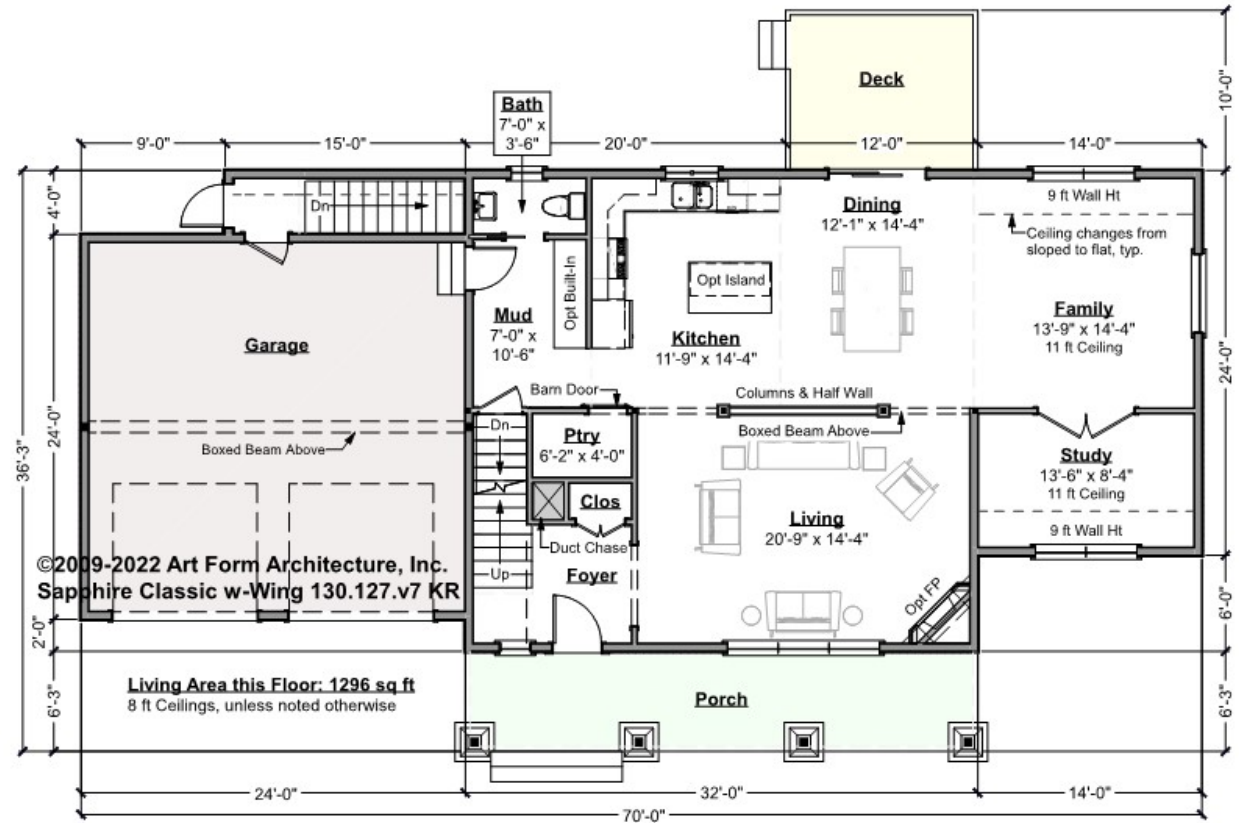 Deck
10'-0"
Bath
7'-0" x
3'-6"
9'-0"
15'-0"
20'-0"
12'-0"
14'-0"
4'-0"
Dn
9 ft Wall Ht
Dining
12'-1" x 14'-4"
Ceiling changes from
sloped to flat, typ.
Opt Built-In
Opt Island
Mud
7'-0" x
10'-6"
Family
13'-9" x 14'-4"
11 ft Ceiling
Garage
Kitchen
11'-9" x 14'-4"
24'-0"
Barn Door
Columns & Half Wall
36'-3"
24'-0"
Boxed Beam Above
Dn
Ptry
6'-2" x 4'-0"
Boxed Beam Above
Study
13'-6" x 8'-4"
11 ft Ceiling
Clos
Living
20'-9" x 14'-4"
9 ft Wall Ht
Duct Chase
©2009-2022 Art Form Architecture, Inc.
Sapphire Classic w-Wing 130.127.v7 KR
Up
Foyer
Opt FP
2'-0"
6'-0"
Living Area this Floor: 1296 sq ft
8 ft Ceilings, unless noted otherwise
Porch
6'-3"
6'-3"
24'-0"
32'-0"
14'-0"
70'-0"